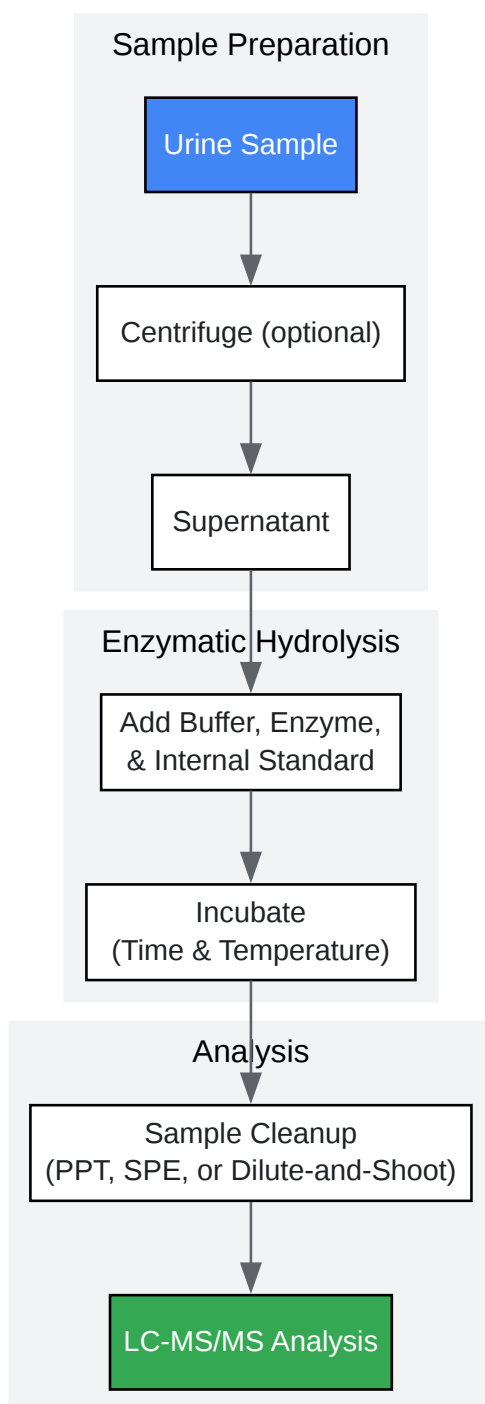 Sample Preparation
Urine Sample
Centrifuge (optional)
Supernatant
Enzymatic Hydrolysis
Add Buffer, Enzyme,
& Internal Standard
Incubate
(Time & Temperature)
Analysis
Sample Cleanup
(PPT, SPE, or Dilute-and-Shoot)
LC-MS/MS Analysis